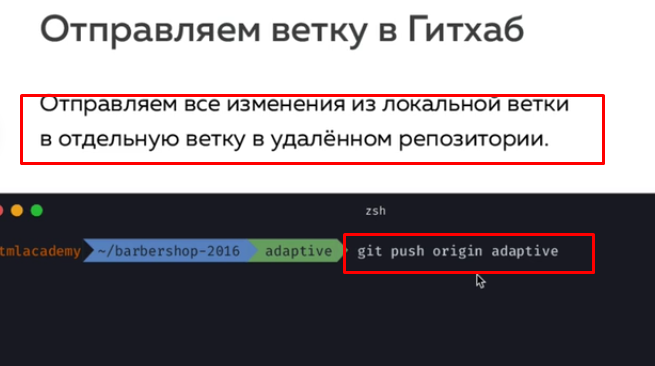 Отправляем ветку в Гитхаб
Отправляем все изменения из локальной ветки
в отдельную ветку в удалённом репозитории.
zsh
tmlacademy ~/barbershop-2016 adaptive git push origin adaptive